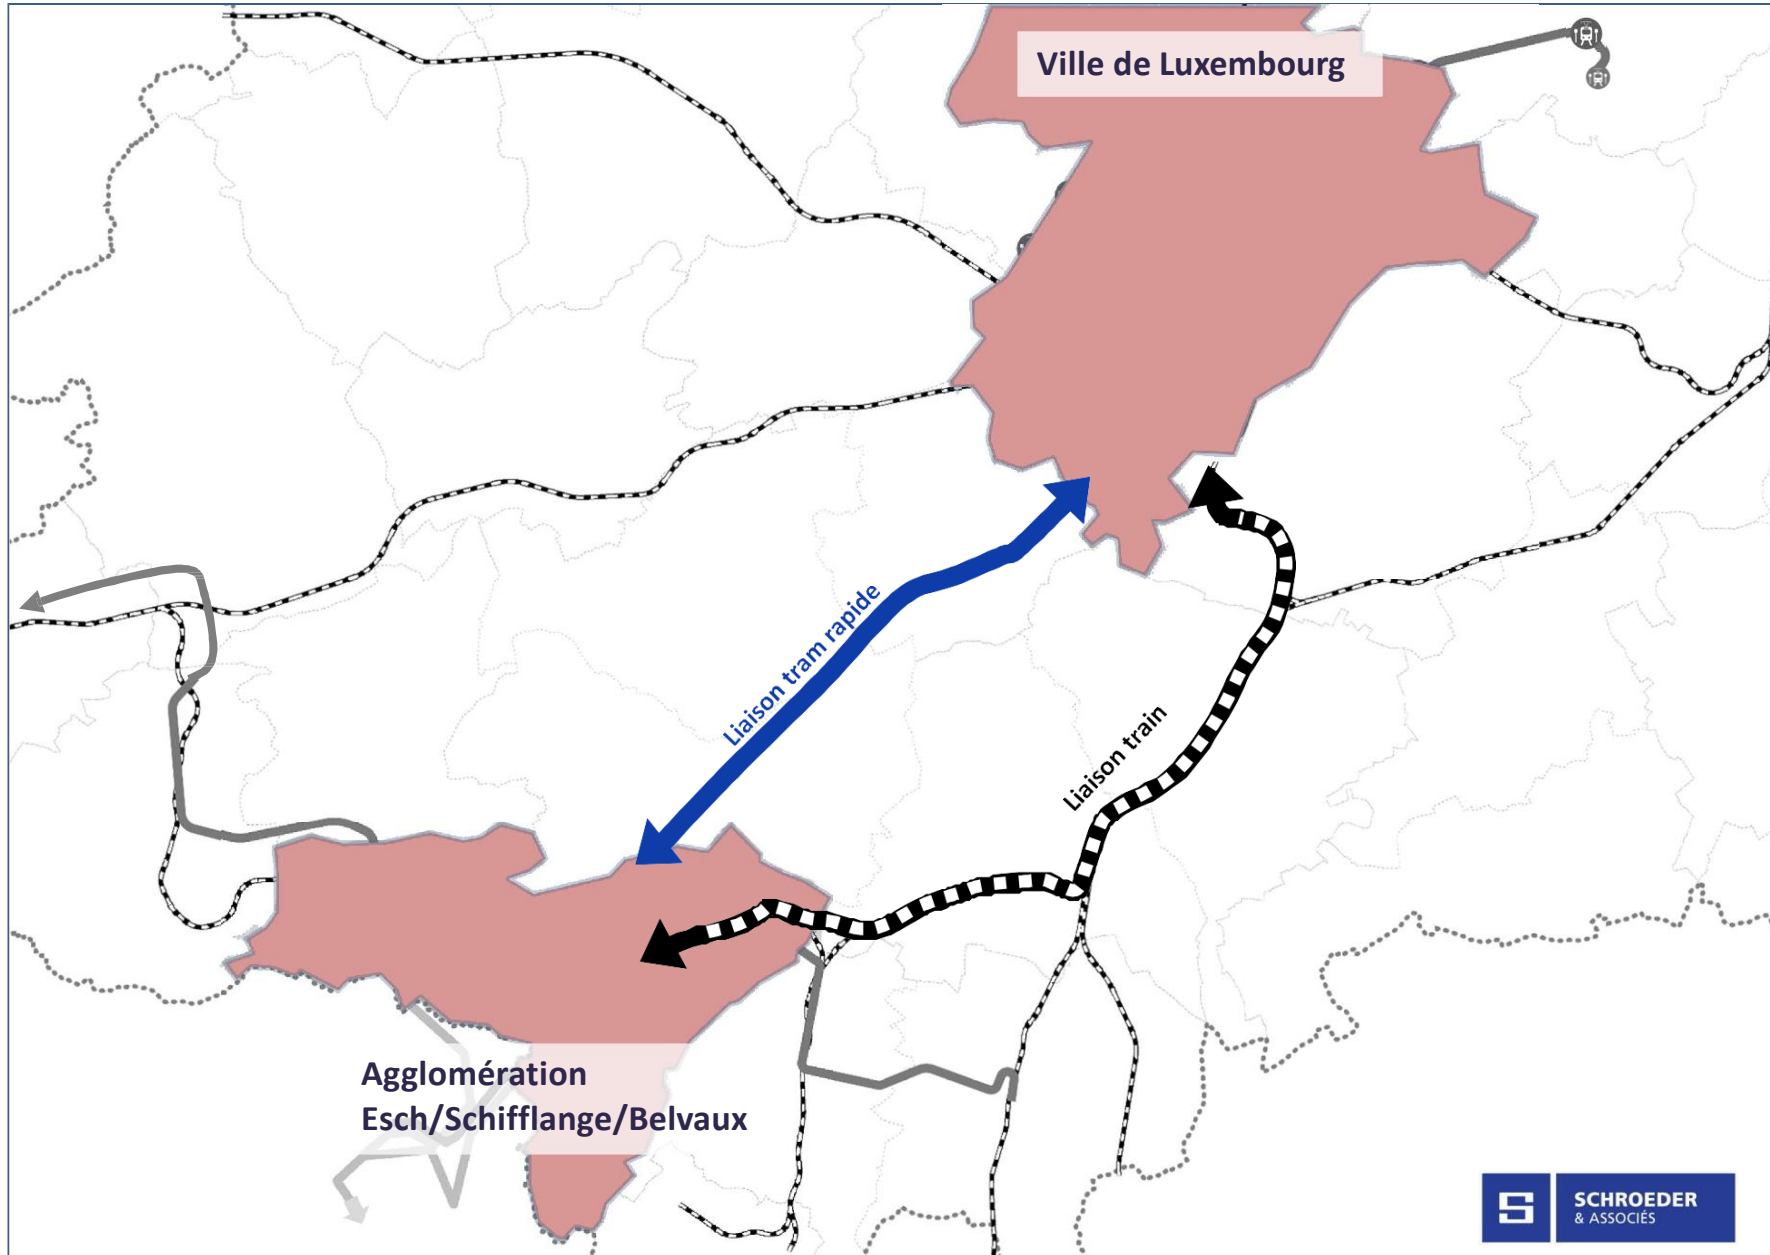 Ville de Luxembourg
Liaison tram rapide
Liaison train
Agglomération
Esch/Schifflange/Belvaux
S
SCHROEDER
& ASSOCIÉS